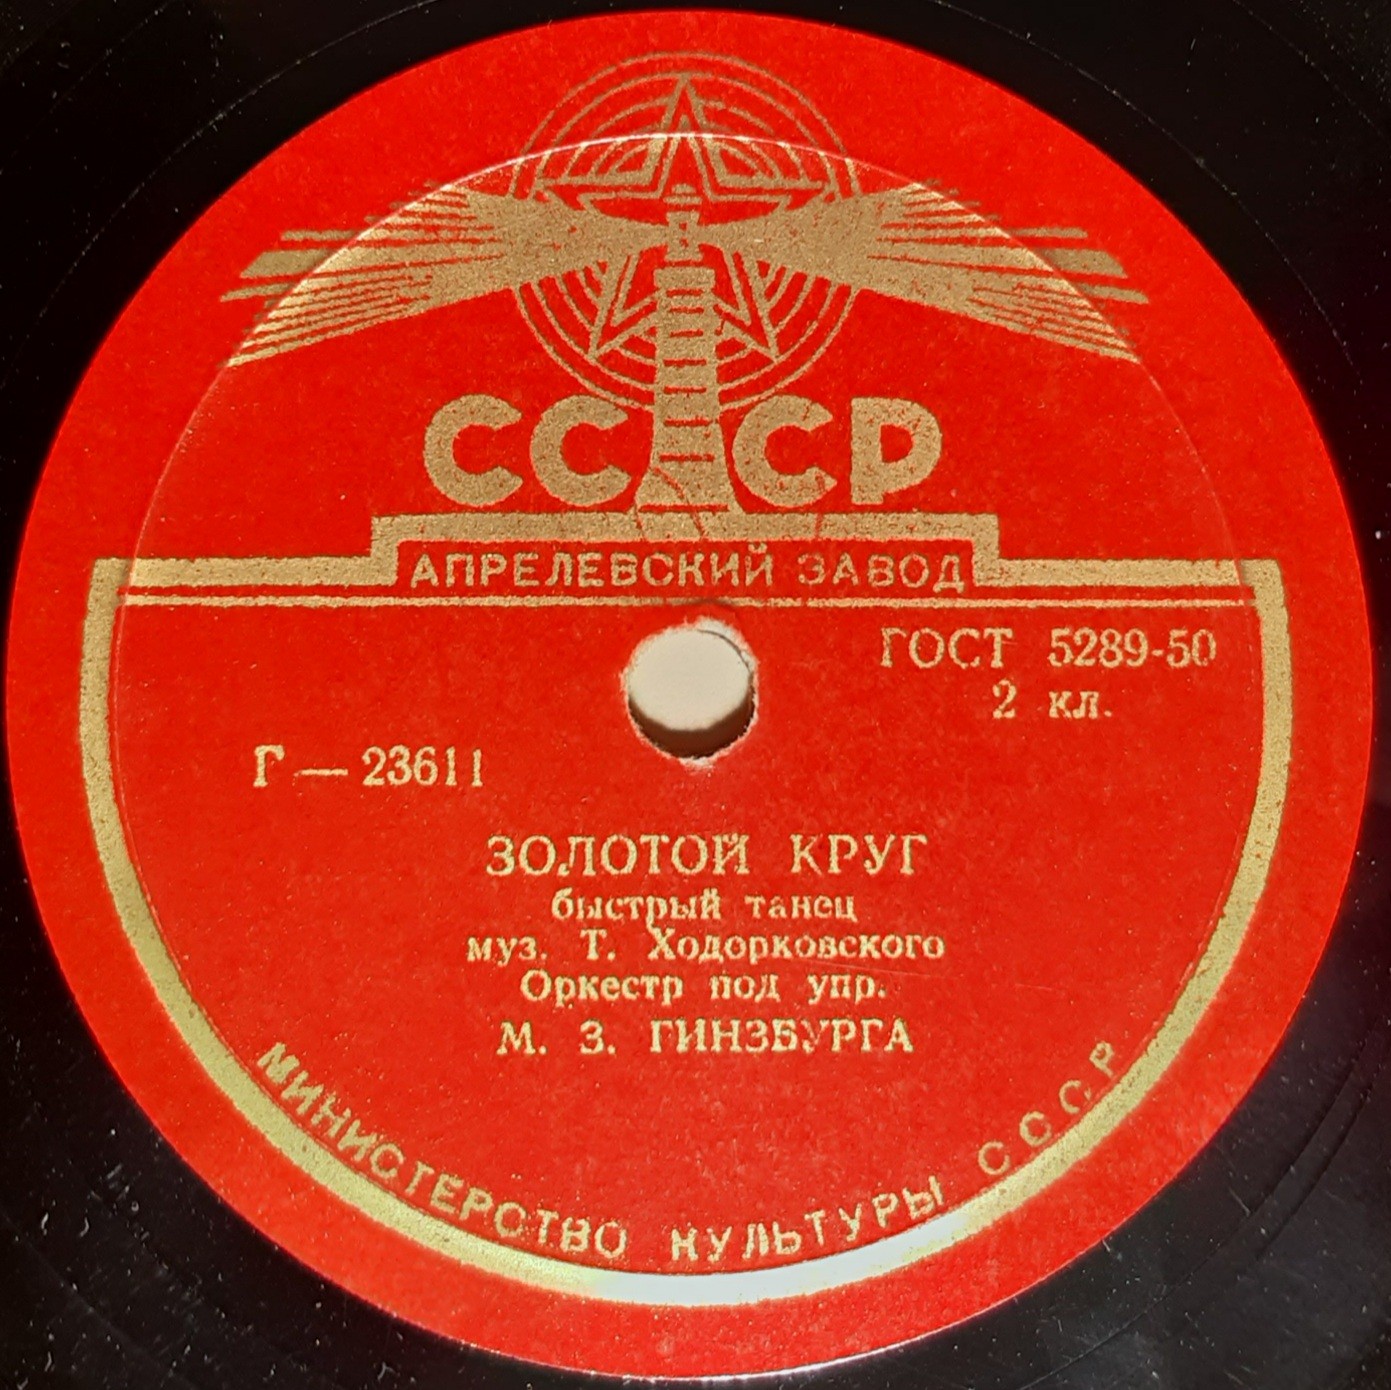 СССР
АПРЕЛЕВСКИЙ ЗАВОД
ГОСТ 5289-50
2 кл.
Г — 23611
ЗОЛОТОЙ КРУГ
быстрый танец
муз. Т. Ходорковского
Оркестр под упр.
М. З. ГИНЗБУРГА
МИНИСТЕРСТВО КУЛЬТУРЫ СССР